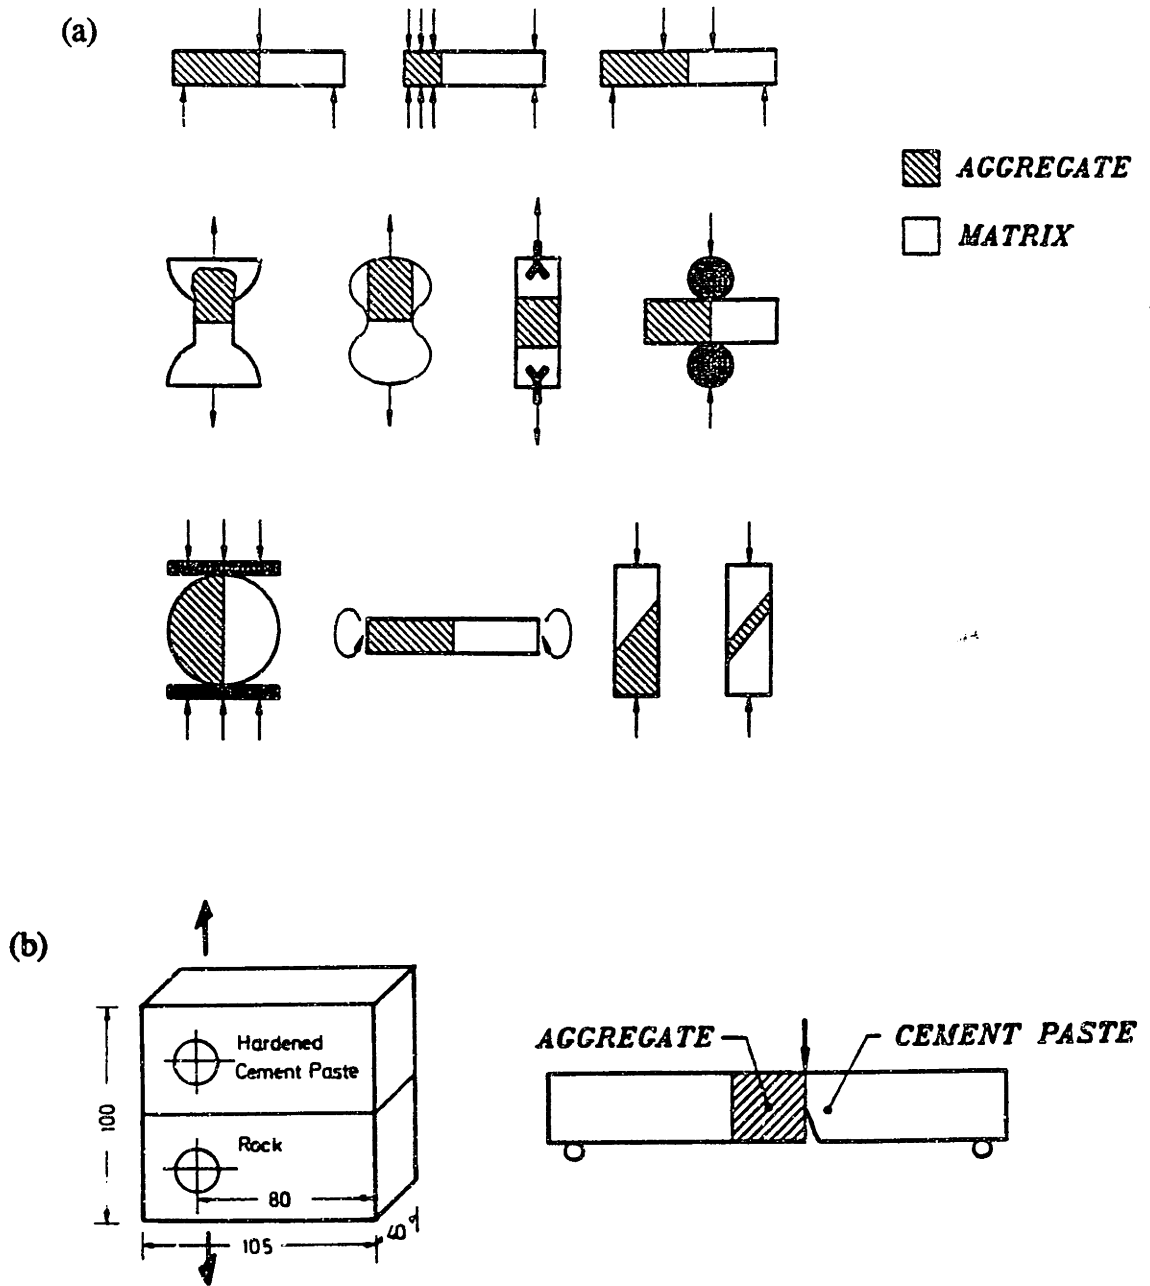 (a)
AGGREGATE
MATRIX
(b)
Hardened
Cement Paste
Rock
100
80
105
40
AGGREGATE
CEMENT PASTE